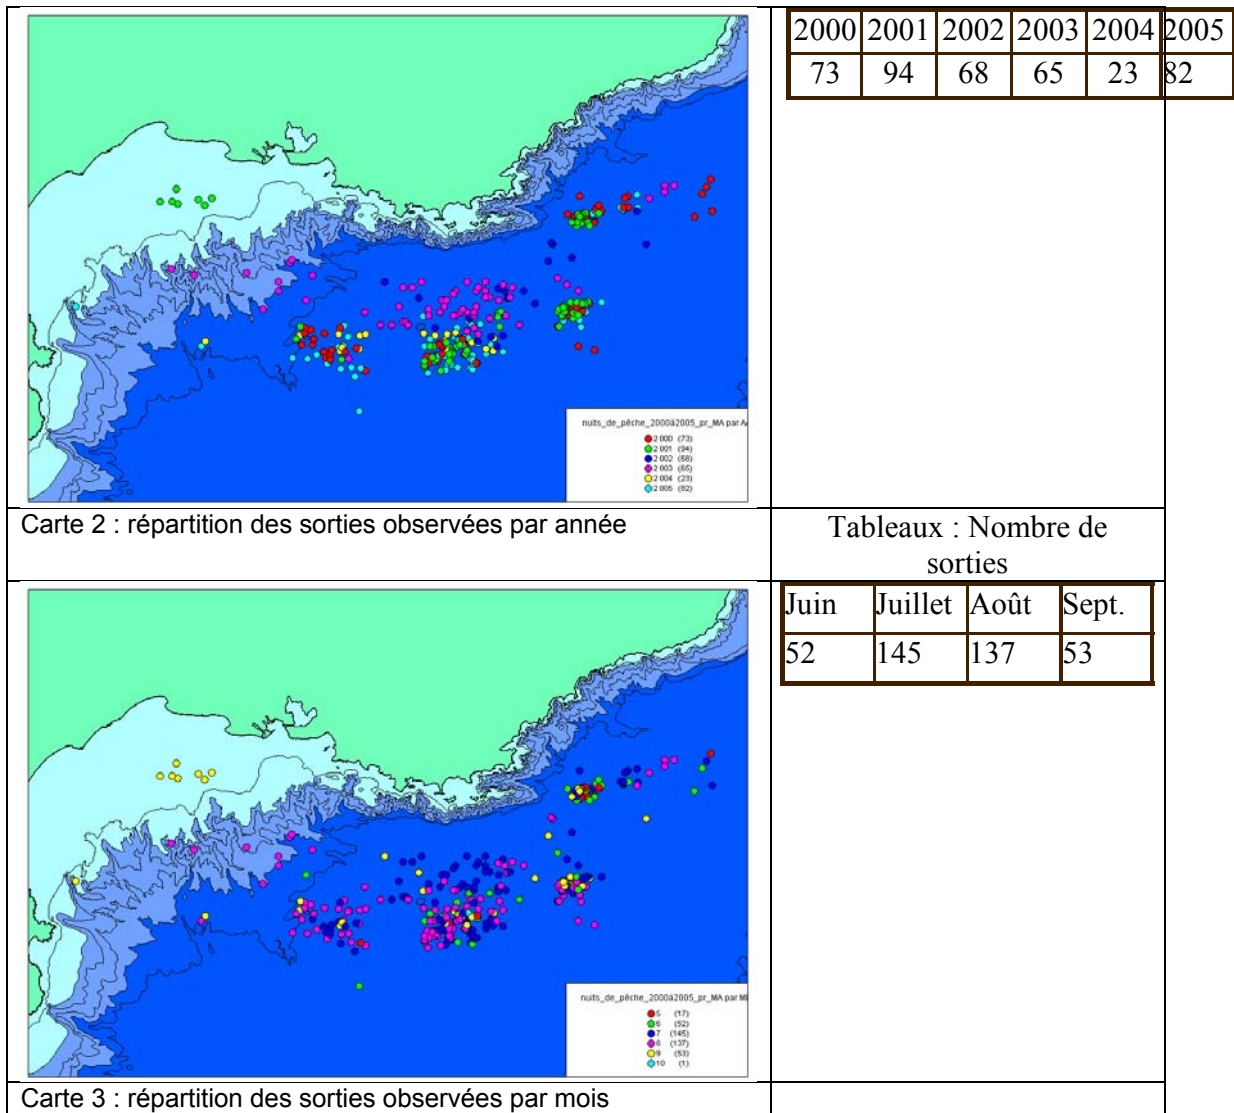 2000 2001 2002 2003 2004 2005
73 94 68 65 23 82
nuits_de_pêche_2000à2005_pr_MA par A
2 000 (73)
2 001 (94)
2 002 (68)
2 003 (65)
2 004 (23)
2 005 (82)
Carte 2 : répartition des sorties observées par année
Tableaux : Nombre de
sorties
Juin Juillet Août Sept.
52 145 137 53
nuits_de_pêche_2000à2005_pr_MA par M
5 (17)
6 (52)
7 (145)
8 (137)
9 (53)
10 (1)
Carte 3 : répartition des sorties observées par mois